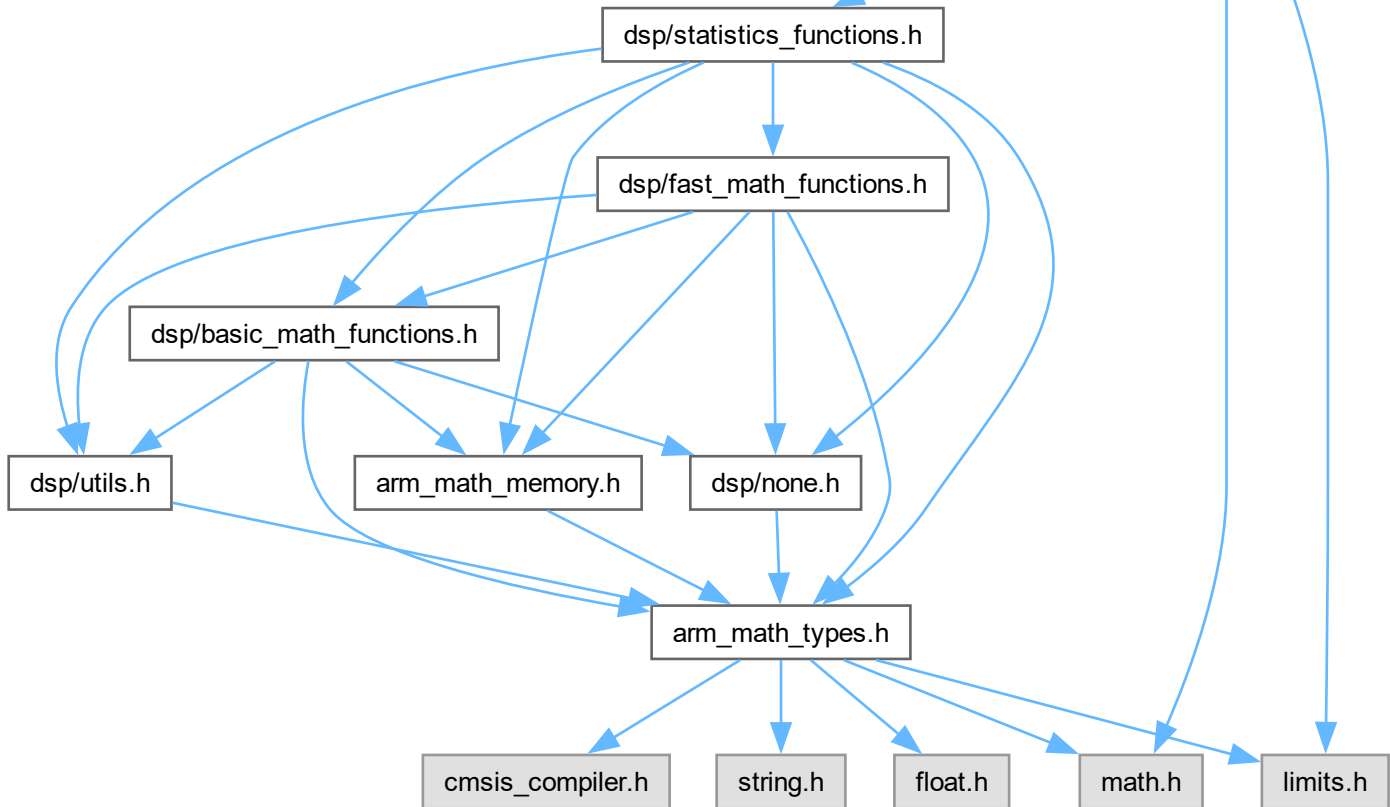 dsp/statistics_functions.h
dsp/fast_math_functions.h
dsp/basic_math_functions.h
dsp/utils.h
arm_math_memory.h
dsp/none.h
arm_math_types.h
cmsis_compiler.h
string.h
float.h
math.h
limits.h